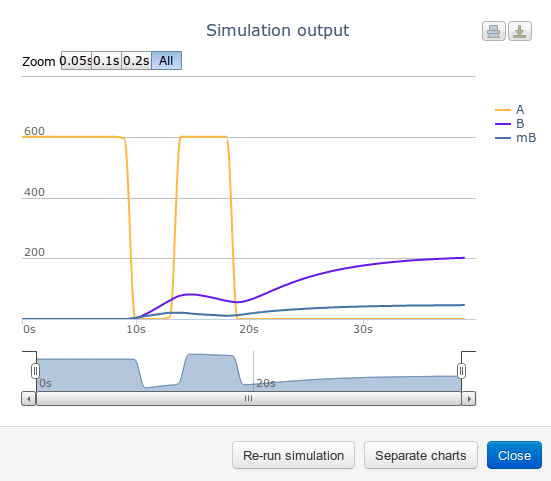 Simulation output
Zoom 0.05s 0.1s 0.2s All
A
B
mB
600
400
200
0s 10s 20s 30s
0s 20s
Re-run simulation Separate charts Close